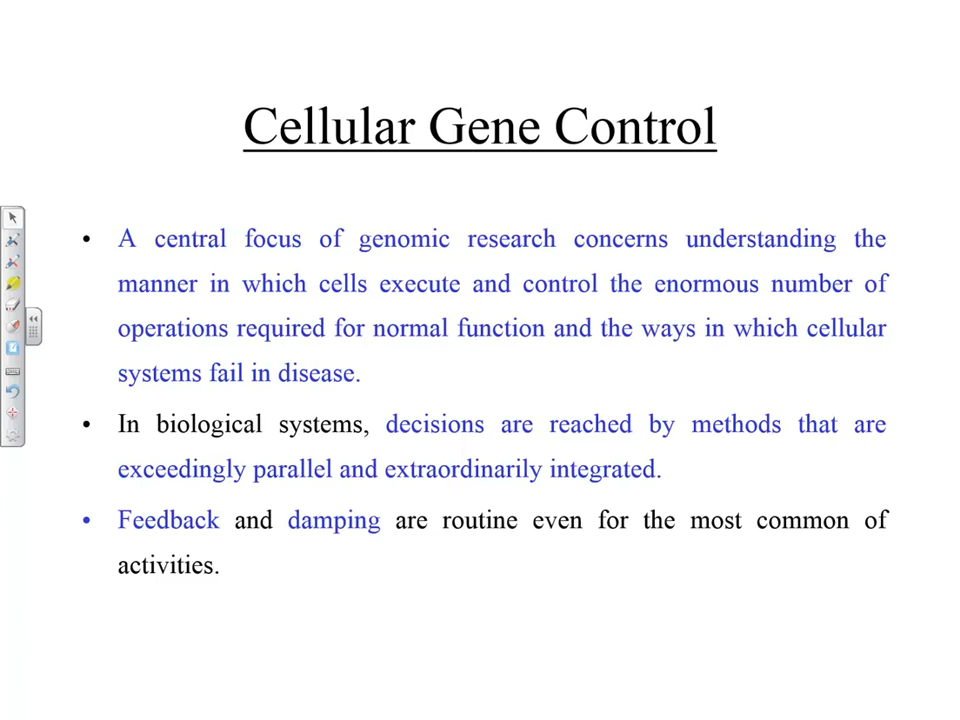 Cellular Gene Control
• A central focus of genomic research concerns understanding the
manner in which cells execute and control the enormous number of
operations required for normal function and the ways in which cellular
systems fail in disease.
• In biological systems, decisions are reached by methods that are
exceedingly parallel and extraordinarily integrated.
• Feedback and damping are routine even for the most common of
activities.